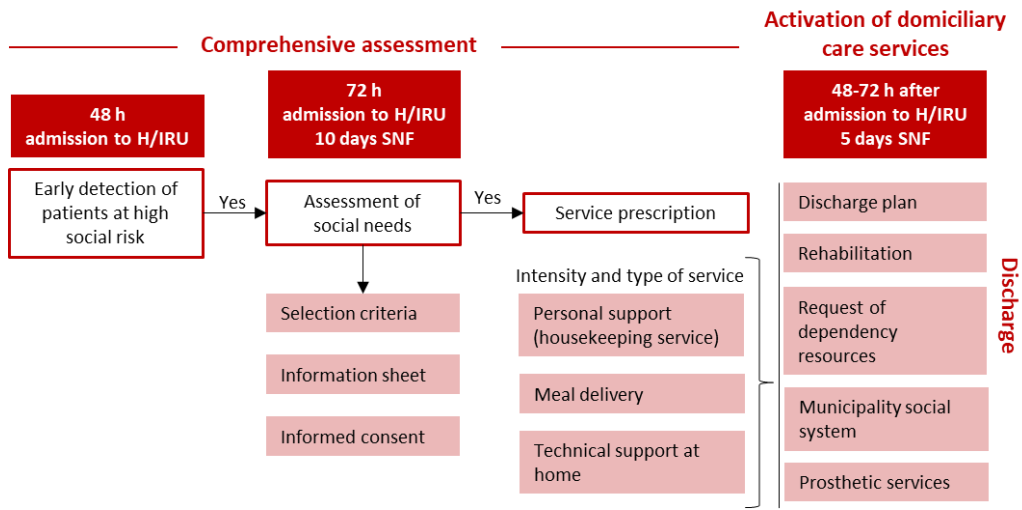 Comprehensive assessment
Activation of domiciliary
care services
48 h
admission to H/IRU
72 h
admission to H/IRU
10 days SNF
48-72 h after
admission to H/IRU
5 days SNF
Early detection of
patients at high
social risk
Yes
Assessment of
social needs
Yes
Service prescription
Selection criteria
Information sheet
Informed consent
Intensity and type of service
Personal support
(housekeeping service)
Meal delivery
Technical support at
home
Discharge plan
Rehabilitation
Request of
dependency
resources
Municipality social
system
Prosthetic services
Discharge